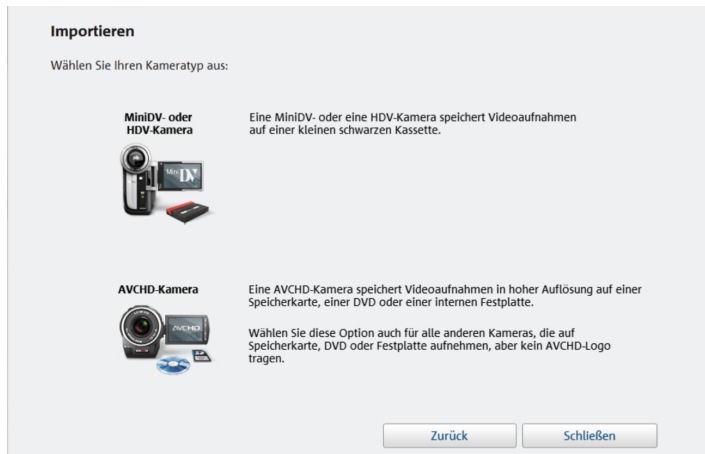 Importieren
Wählen Sie Ihren Kameratyp aus:
MiniDV- oder
HDV-Kamera
Eine MiniDV- oder eine HDV-Kamera speichert Videoaufnahmen
auf einer kleinen schwarzen Kassette.
Mini DV
AVCHD-Kamera
Eine AVCHD-Kamera speichert Videoaufnahmen in hoher Auflösung auf einer
Speicherkarte, einer DVD oder einer internen Festplatte.
Wählen Sie diese Option auch für alle anderen Kameras, die auf
Speicherkarte, DVD oder Festplatte aufnehmen, aber kein AVCHD-Logo
tragen.
AVCHD
Zurück
Schließen